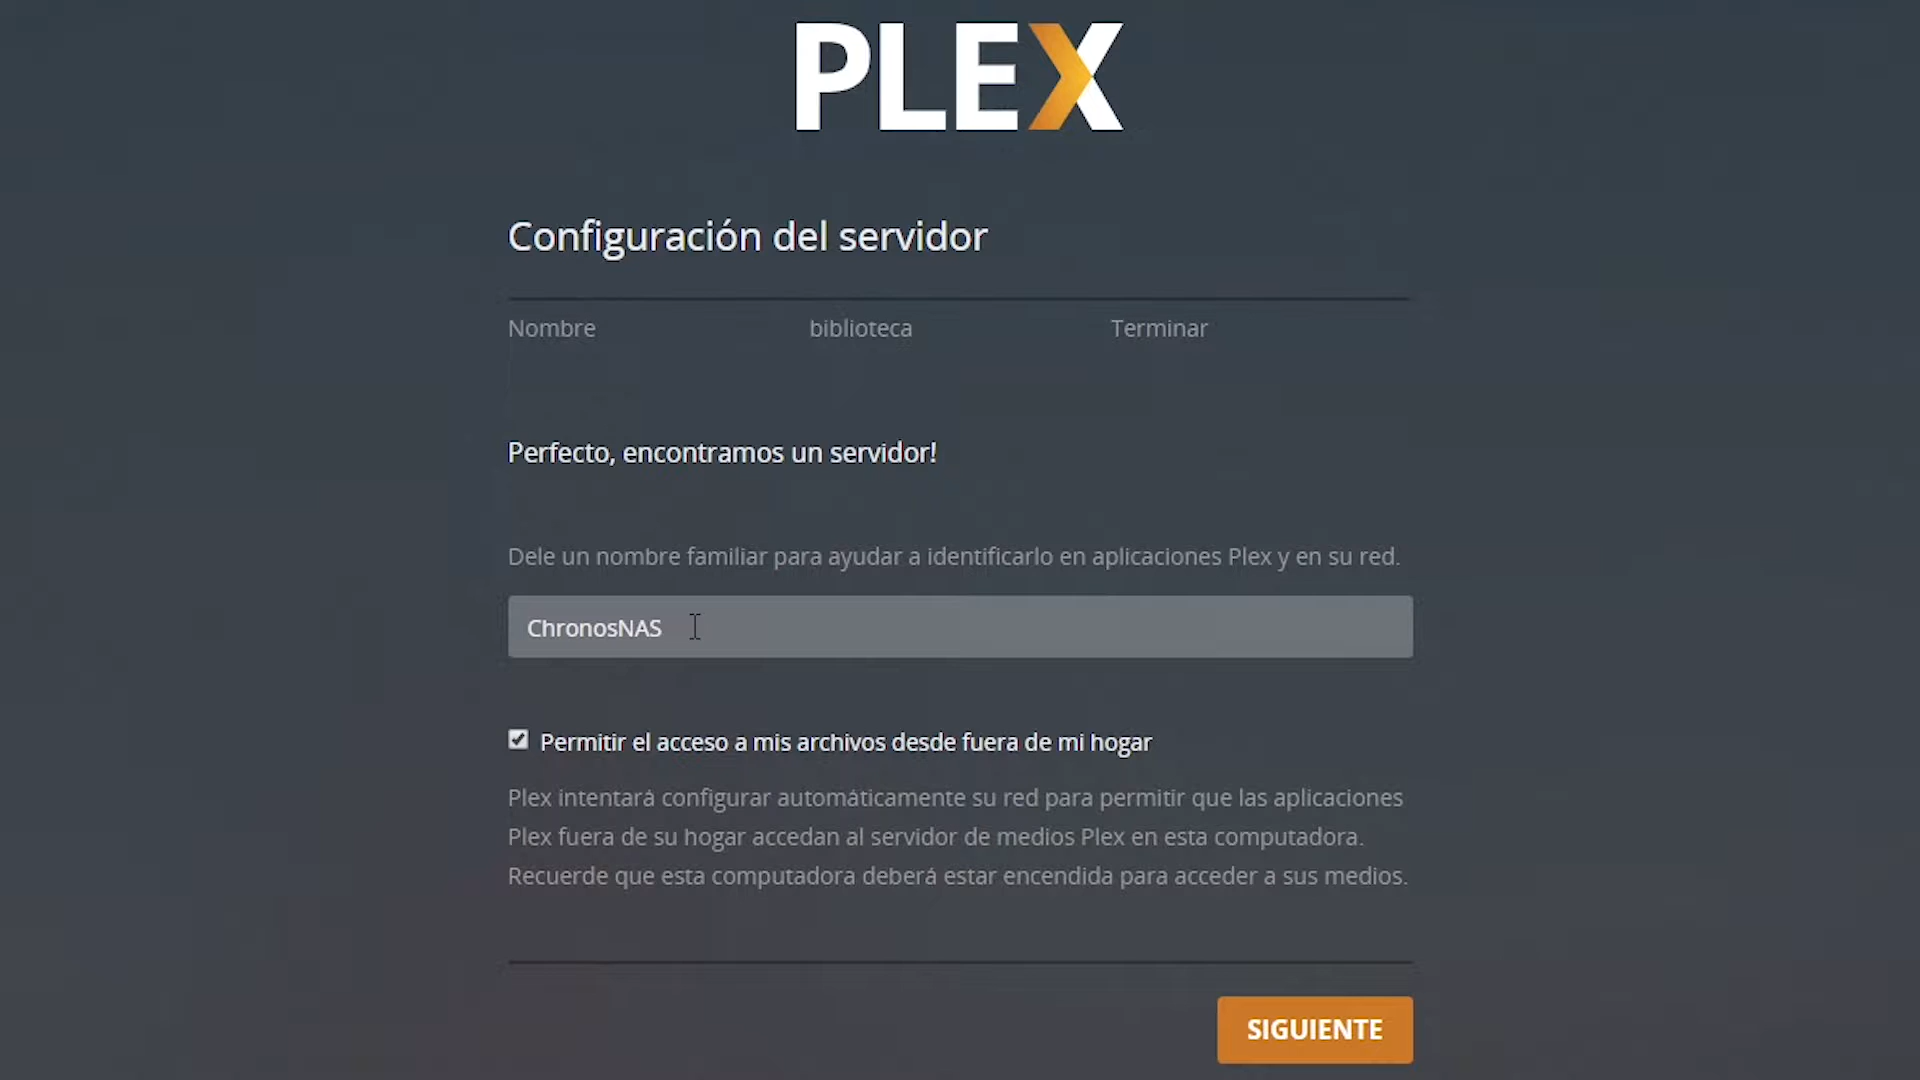 PLEX
Configuración del servidor
Nombre biblioteca Terminar
Perfecto, encontramos un servidor!
Dele un nombre familiar para ayudar a identificarlo en aplicaciones Plex y en su red.
ChronosNAS
Permitir el acceso a mis archivos desde fuera de mi hogar
Plex intentará configurar automáticamente su red para permitir que las aplicaciones
Plex fuera de su hogar accedan al servidor de medios Plex en esta computadora.
Recuerde que esta computadora deberá estar encendida para acceder a sus medios.
SIGUIENTE